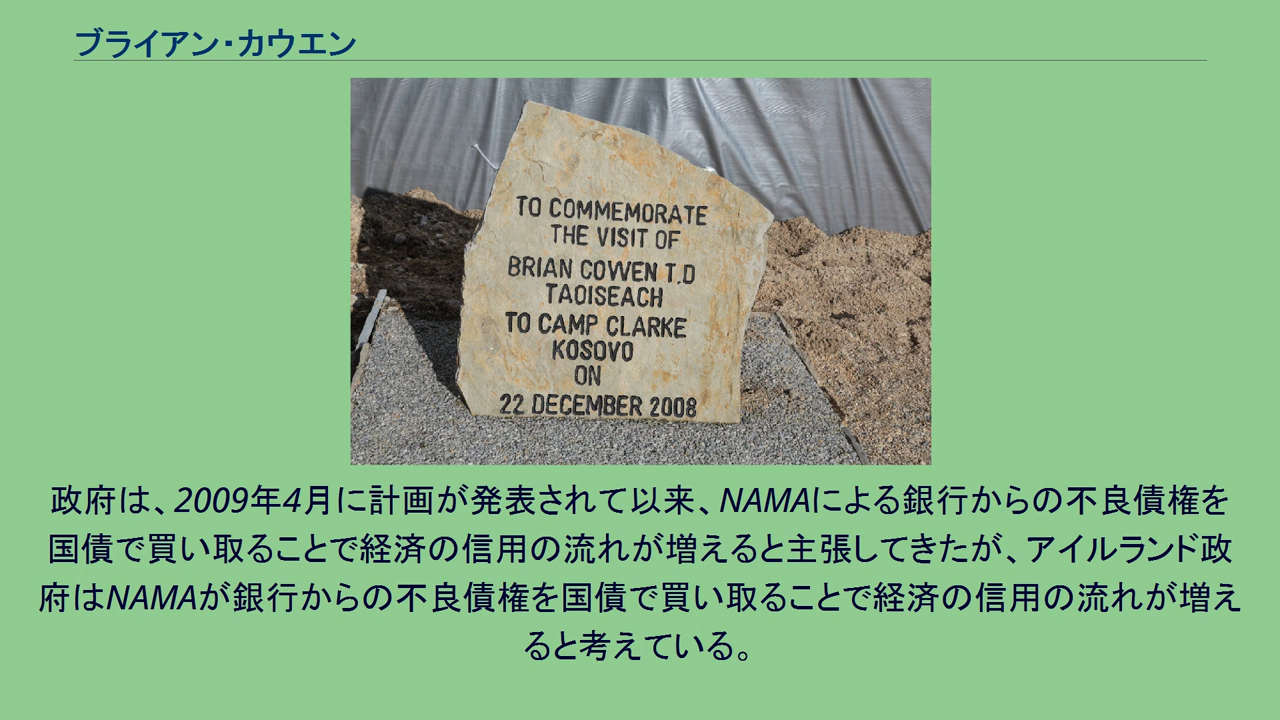 ブライアン・カウエン
TO COMMEMORATE
THE VISIT OF
BRIAN COWEN T.D
TAOISEACH
TO CAMP CLARKE
KOSOVO
ON
22 DECEMBER 2008
政府は、2009年4月に計画が発表されて以来、NAMAによる銀行からの不良債権を
国債で買い取ることで経済の信用の流れが増えると主張してきたが、アイルランド政
府はNAMAが銀行からの不良債権を国債で買い取ることで経済の信用の流れが増え
ると考えている。